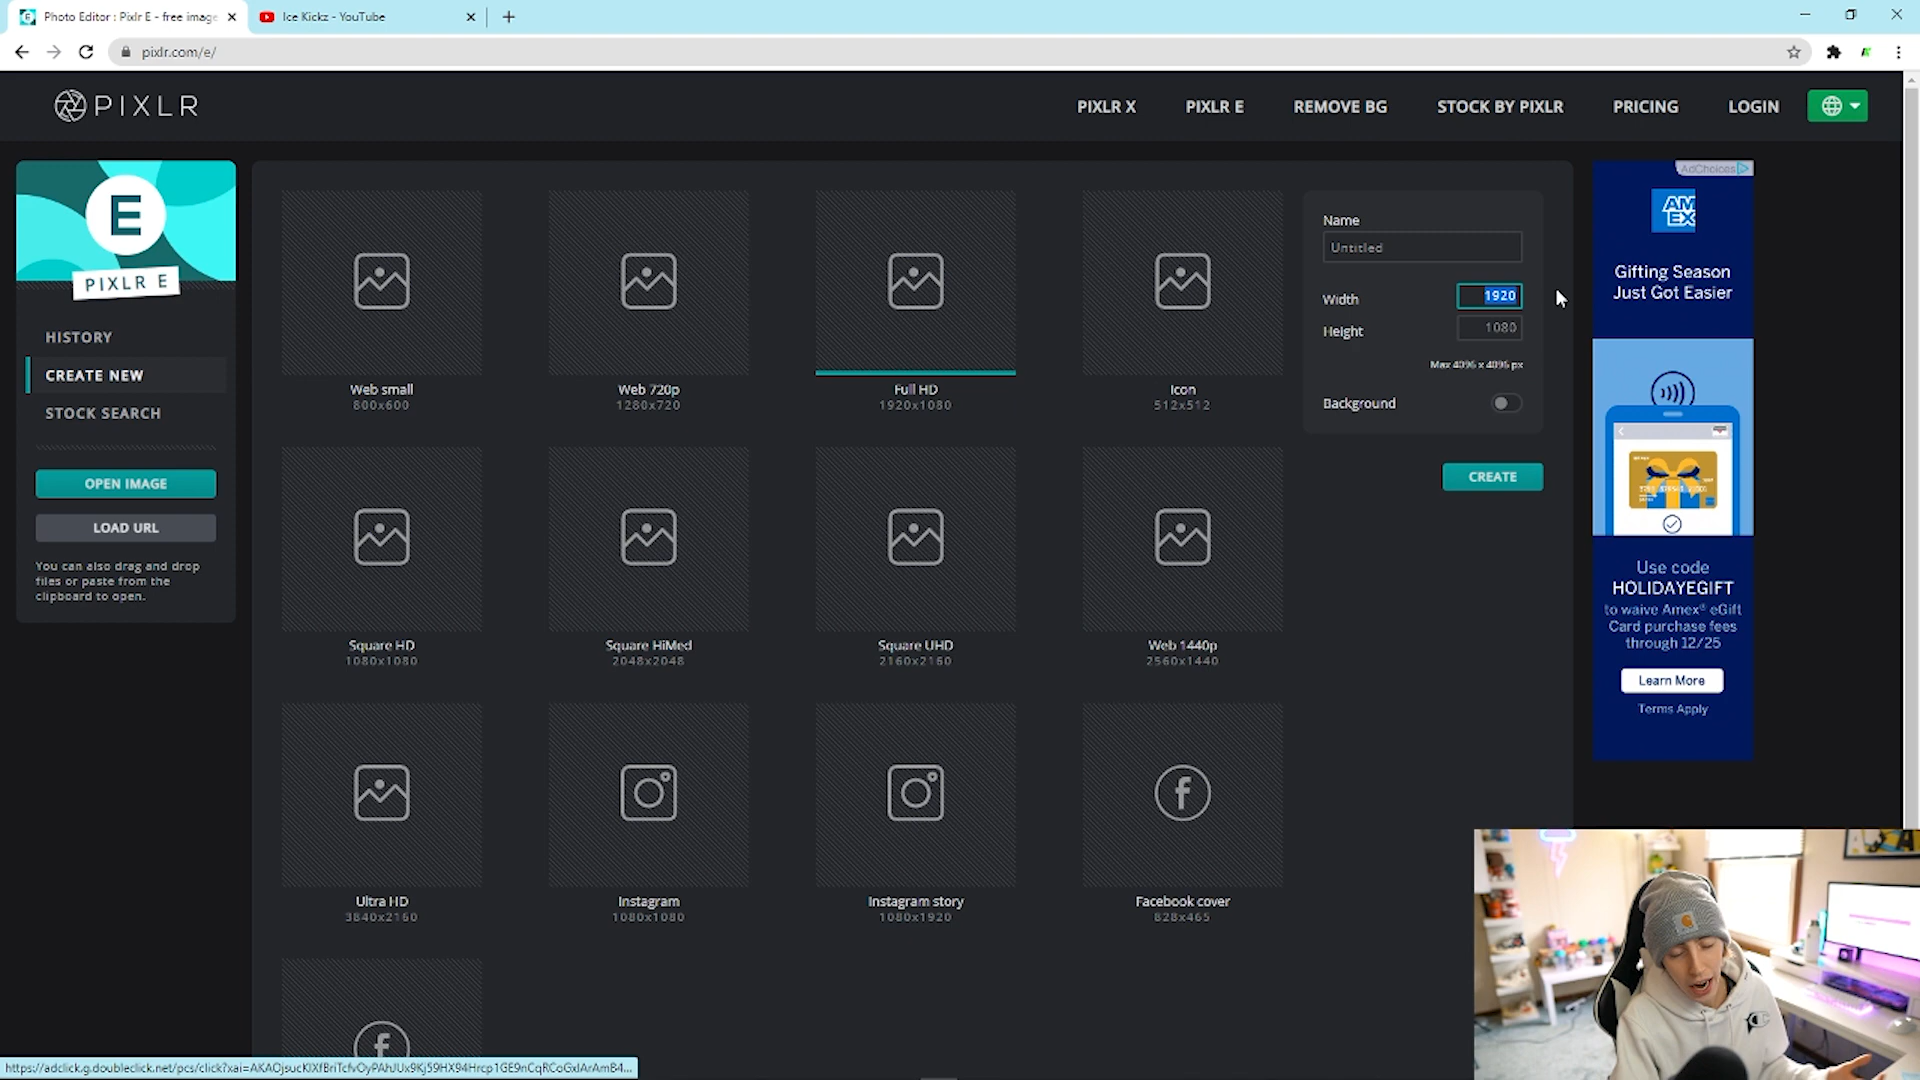 Photo Editor : Pixlr E - free image
Ice Kickz - YouTube
pixlr.com/e/
PIXLR
PIXLR X
PIXLR E
REMOVE BG
STOCK BY PIXLR
PRICING
LOGIN
E
PIXLR E
HISTORY
CREATE NEW
STOCK SEARCH
OPEN IMAGE
LOAD URL
You can also drag and drop
files or paste from the
clipboard to open.
Web small
800x600
Web 720p
1280x720
Full HD
1920x1080
Icon
512x512
Square HD
1080x1080
Square HiMed
2048x2048
Square UHD
2160x2160
Web 1440p
2560x1440
Ultra HD
3840x2160
Instagram
1080x1080
Instagram story
1080x1920
Facebook cover
828x465
Name
Untitled
Width
1920
Height
1080
Max 4096 x 4096 px
Background
CREATE
AdChoices
AM
EX
Gifting Season
Just Got Easier
Use code
HOLIDAYEGIFT
to waive Amex® eGift
Card purchase fees
through 12/25
Learn More
Terms Apply